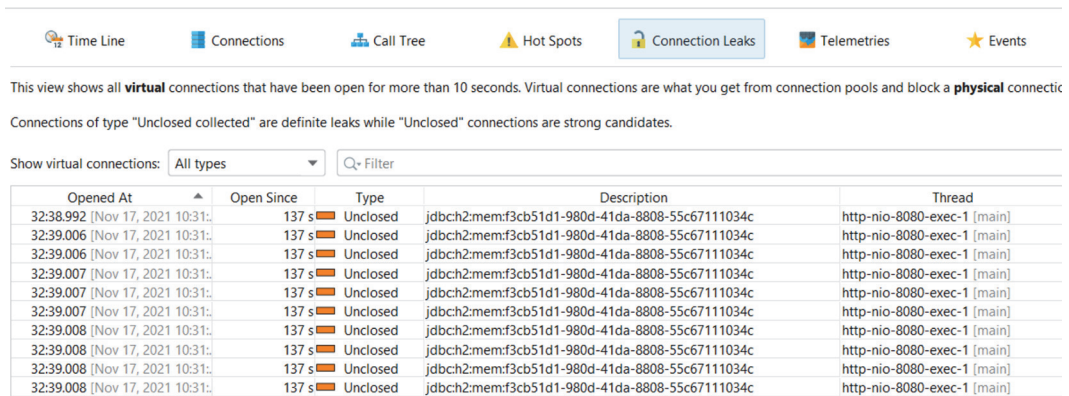 Time Line Connections Call Tree Hot Spots Connection Leaks Telemetries Events
This view shows all virtual connections that have been open for more than 10 seconds. Virtual connections are what you get from connection pools and block a physical
Connections of type "Unclosed collected" are definite leaks while "Unclosed" connections are strong candidates.
Show virtual connections: All types Filter
Opened At Open Since Type Description Thread
32:38.992 [Nov 17, 2021 10:31:. 137 s Unclosed jdbc:h2:mem:f3cb51d1-980d-41da-8808-55c67111034c http-nio-8080-exec-1 [main]
32:39.006 [Nov 17, 2021 10:31:. 137 s Unclosed jdbc:h2:mem:f3cb51d1-980d-41da-8808-55c67111034c http-nio-8080-exec-1 [main]
32:39.006 [Nov 17, 2021 10:31:. 137 s Unclosed jdbc:h2:mem:f3cb51d1-980d-41da-8808-55c67111034c http-nio-8080-exec-1 [main]
32:39.007 [Nov 17, 2021 10:31:. 137 s Unclosed jdbc:h2:mem:f3cb51d1-980d-41da-8808-55c67111034c http-nio-8080-exec-1 [main]
32:39.007 [Nov 17, 2021 10:31:. 137 s Unclosed jdbc:h2:mem:f3cb51d1-980d-41da-8808-55c67111034c http-nio-8080-exec-1 [main]
32:39.007 [Nov 17, 2021 10:31:. 137 s Unclosed jdbc:h2:mem:f3cb51d1-980d-41da-8808-55c67111034c http-nio-8080-exec-1 [main]
32:39.008 [Nov 17, 2021 10:31:. 137 s Unclosed jdbc:h2:mem:f3cb51d1-980d-41da-8808-55c67111034c http-nio-8080-exec-1 [main]
32:39.008 [Nov 17, 2021 10:31:. 137 s Unclosed jdbc:h2:mem:f3cb51d1-980d-41da-8808-55c67111034c http-nio-8080-exec-1 [main]
32:39.008 [Nov 17, 2021 10:31:. 137 s Unclosed jdbc:h2:mem:f3cb51d1-980d-41da-8808-55c67111034c http-nio-8080-exec-1 [main]
32:39.008 [Nov 17, 2021 10:31:. 137 s Unclosed jdbc:h2:mem:f3cb51d1-980d-41da-8808-55c67111034c http-nio-8080-exec-1 [main]